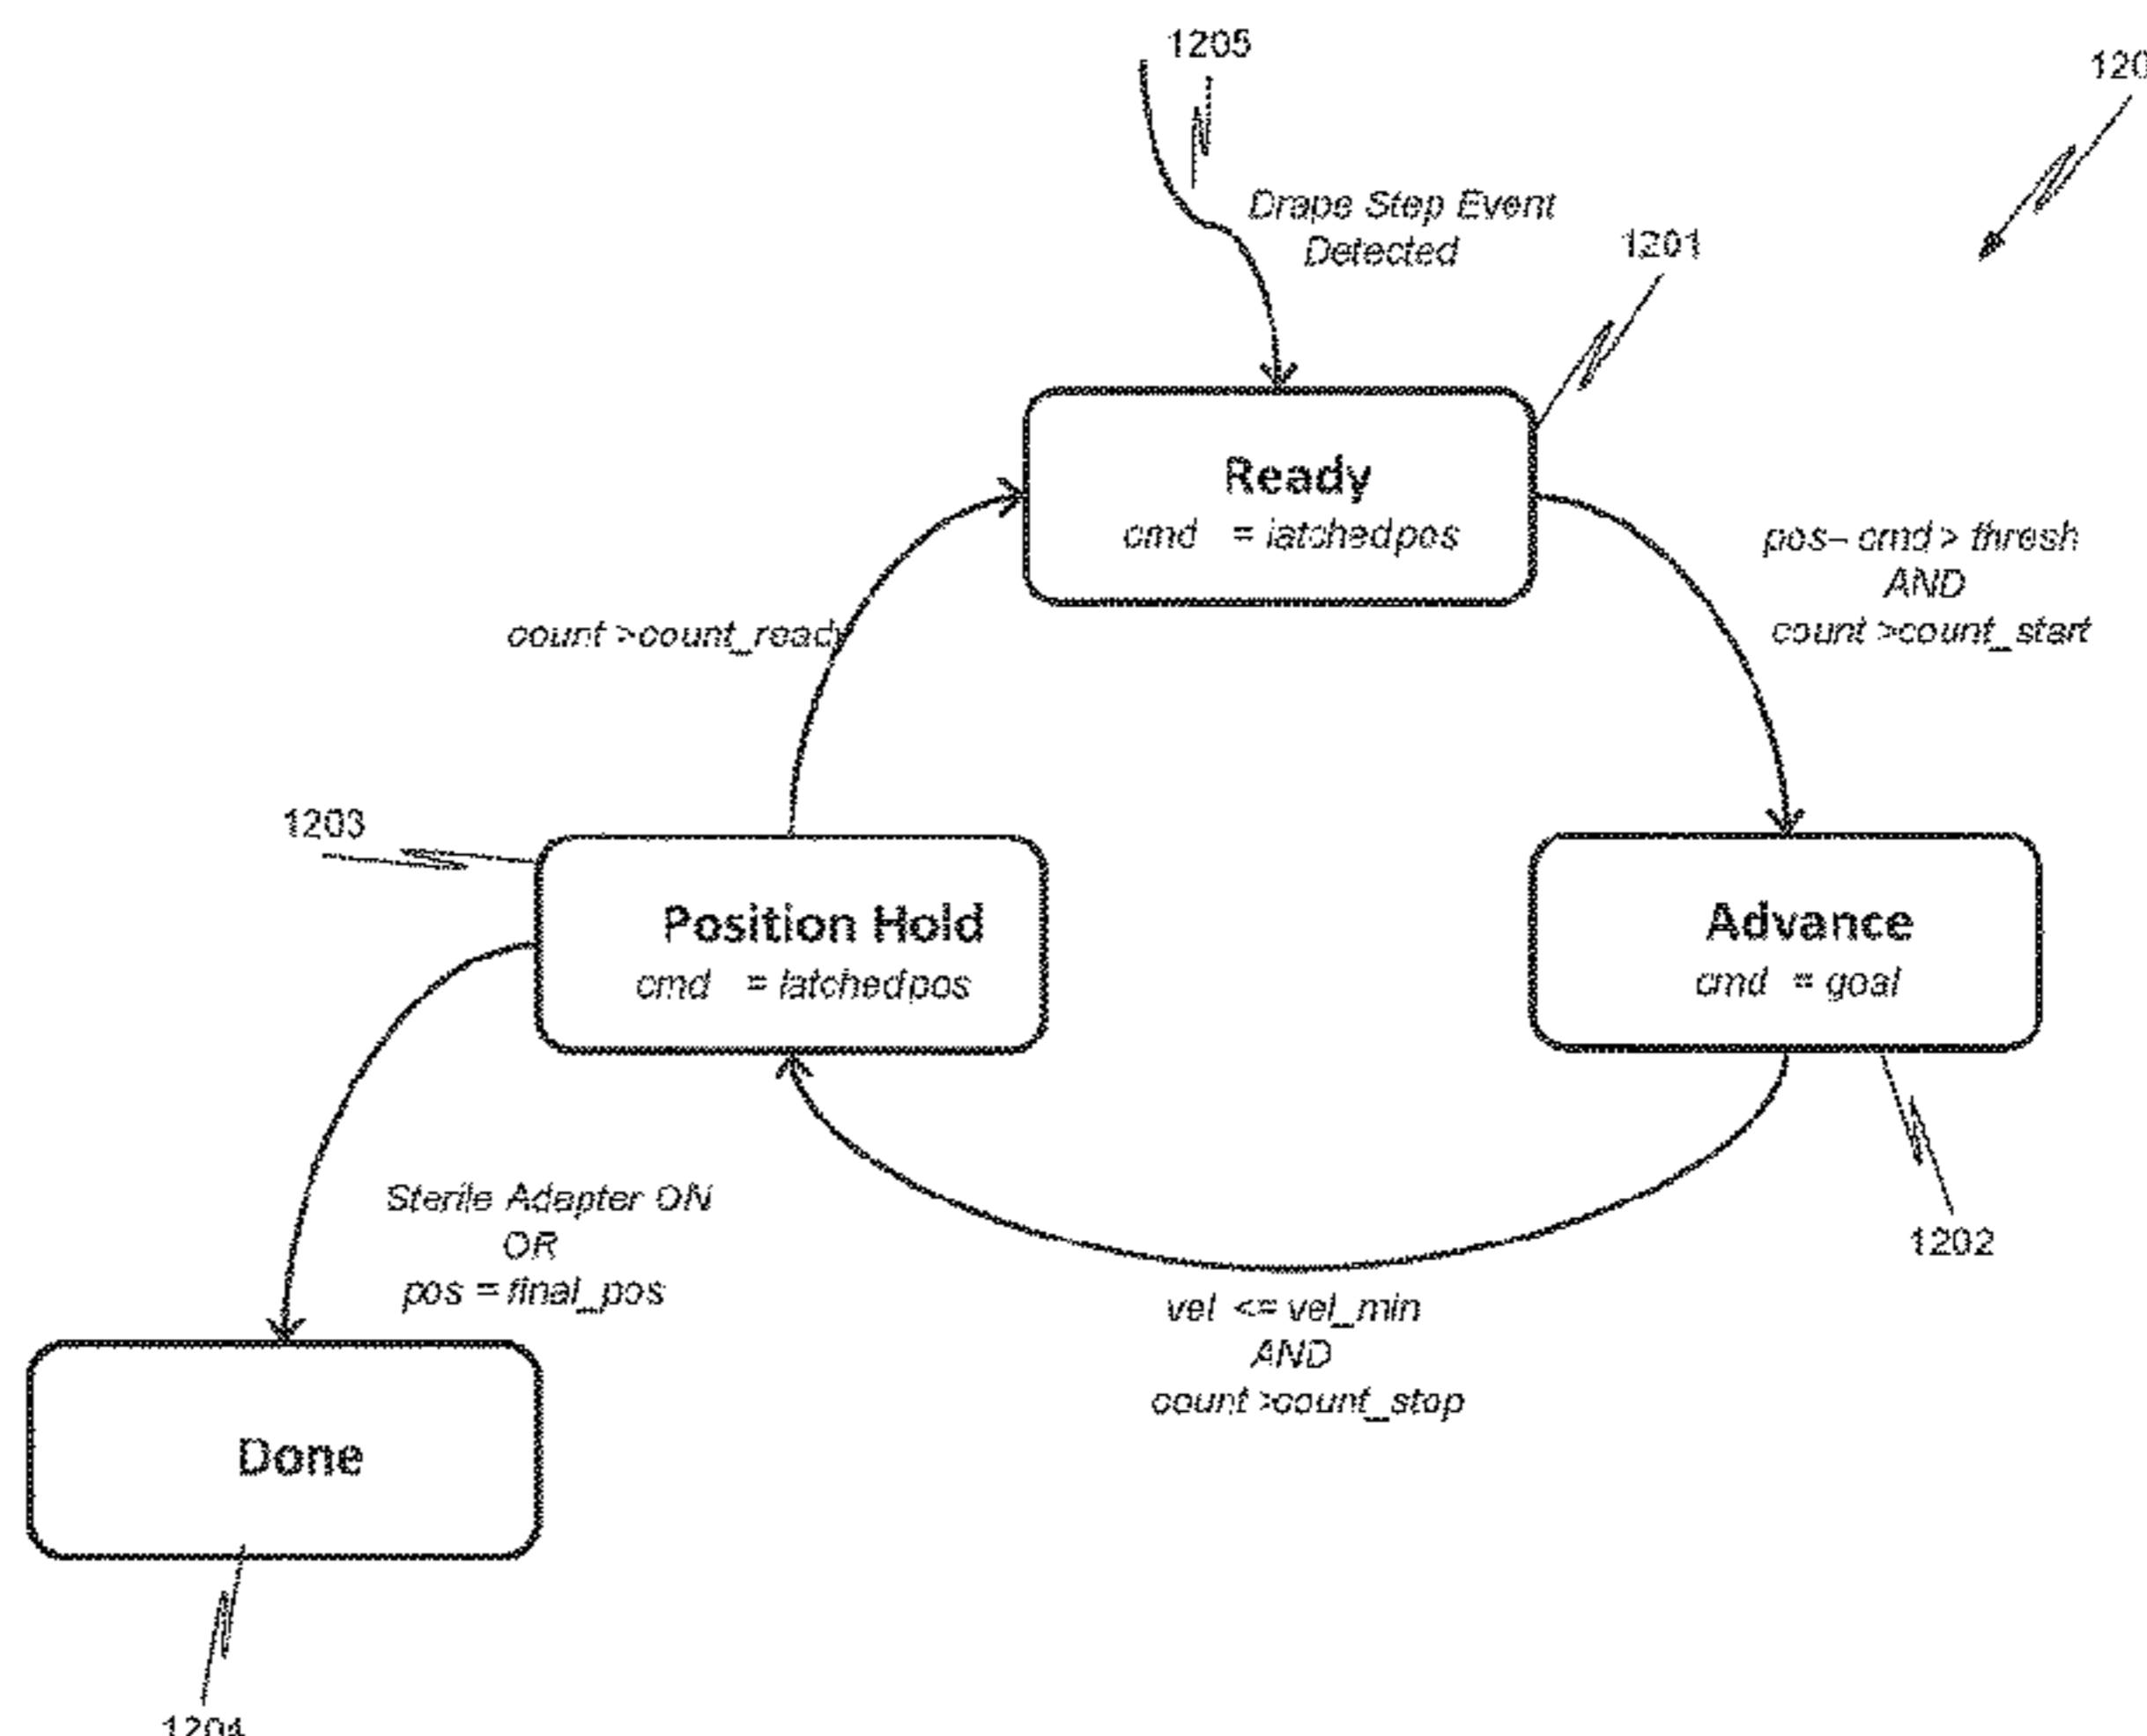 1205
120
Drape Step Event
Detected
1201
Ready
cmd = latchedpos
pos– cmd > thresh
AND
count >count_start
count >count_ready
1203
Position Hold
cmd = latchedpos
Advance
cmd = goal
Sterile Adapter ON
OR
pos = final_pos
1202
vel <= vel_min
AND
count >count_stop
Done
1204